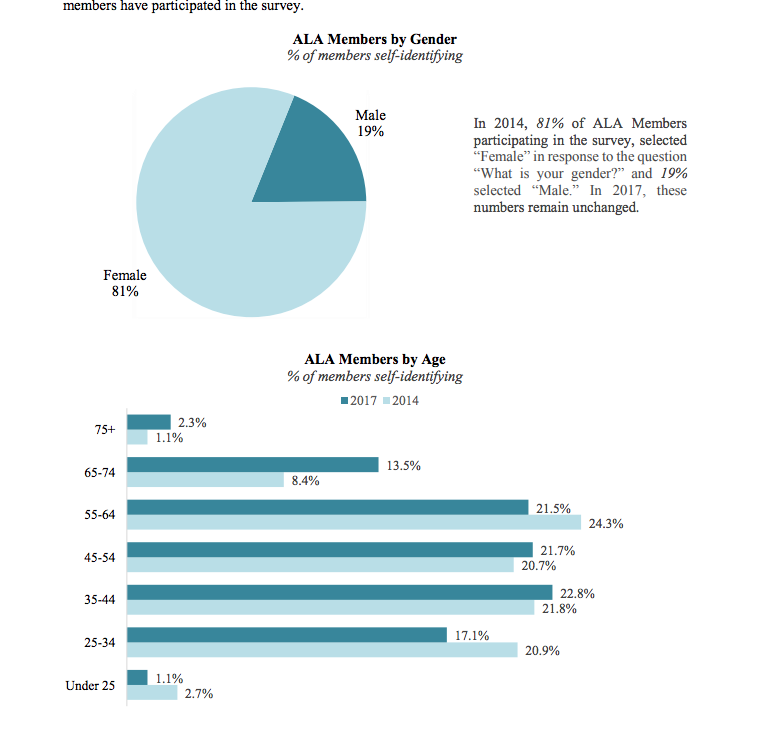 members have participated in the survey.
ALA Members by Gender
% of members self-identifying
Male
19%
In 2014, 81% of ALA Members
participating in the survey, selected
“Female” in response to the question
“What is your gender?” and 19%
selected “Male.” In 2017, these
numbers remain unchanged.
Female
81%
ALA Members by Age
% of members self-identifying
2017 2014
75+
2.3%
1.1%
65-74
13.5%
8.4%
55-64
21.5%
24.3%
45-54
21.7%
20.7%
35-44
22.8%
21.8%
25-34
17.1%
20.9%
Under 25
1.1%
2.7%